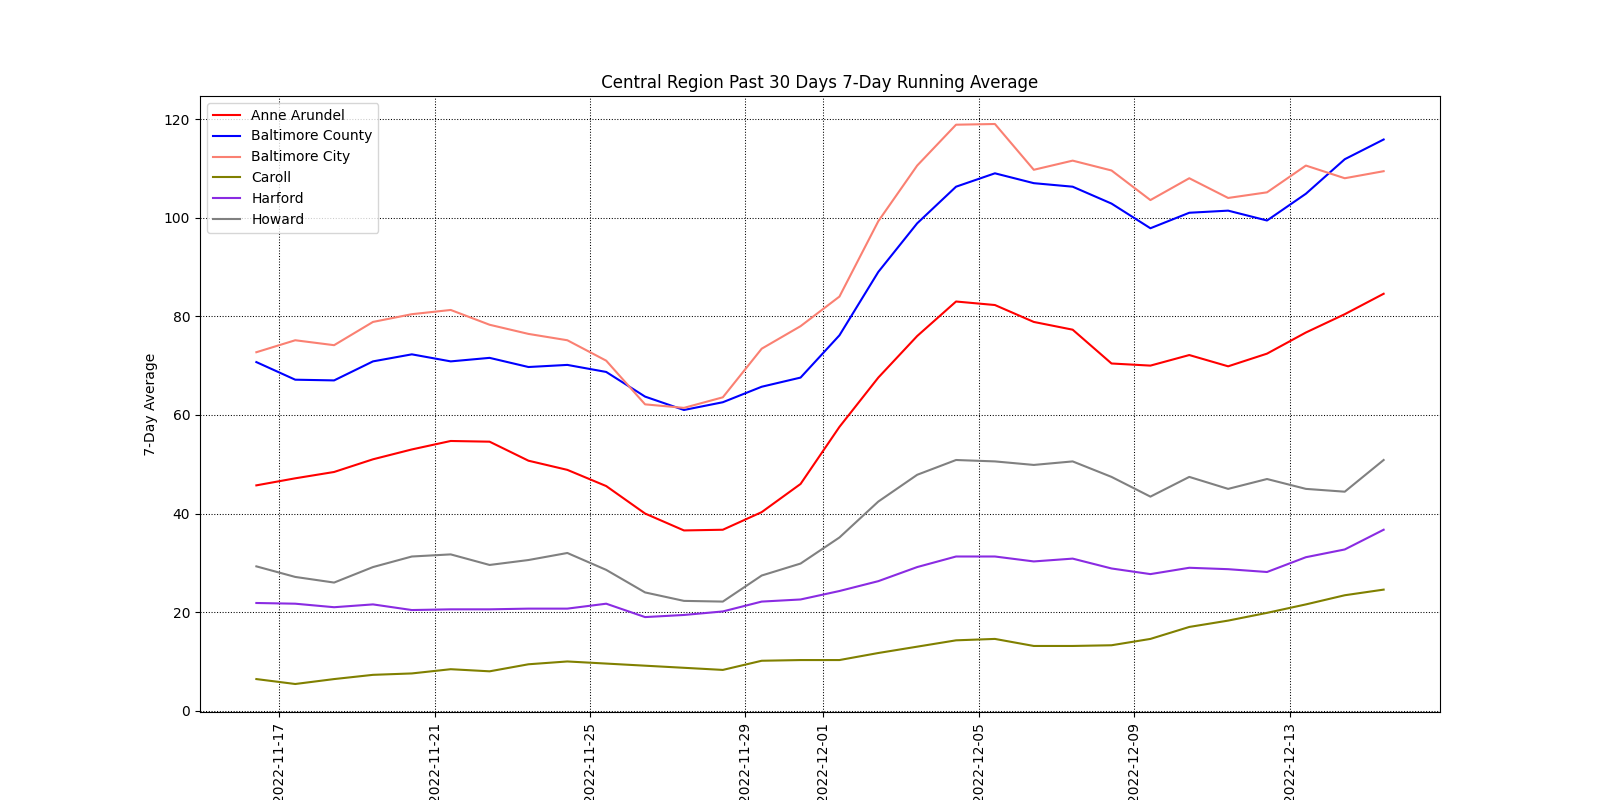 Central Region Past 30 Days 7-Day Running Average
Anne Arundel
Baltimore County
Baltimore City
Caroll
Harford
Howard
7-Day Average
120
100
80
60
40
20
0
2022-11-17
2022-11-21
2022-11-25
2022-11-29
2022-12-01
2022-12-05
2022-12-09
2022-12-13